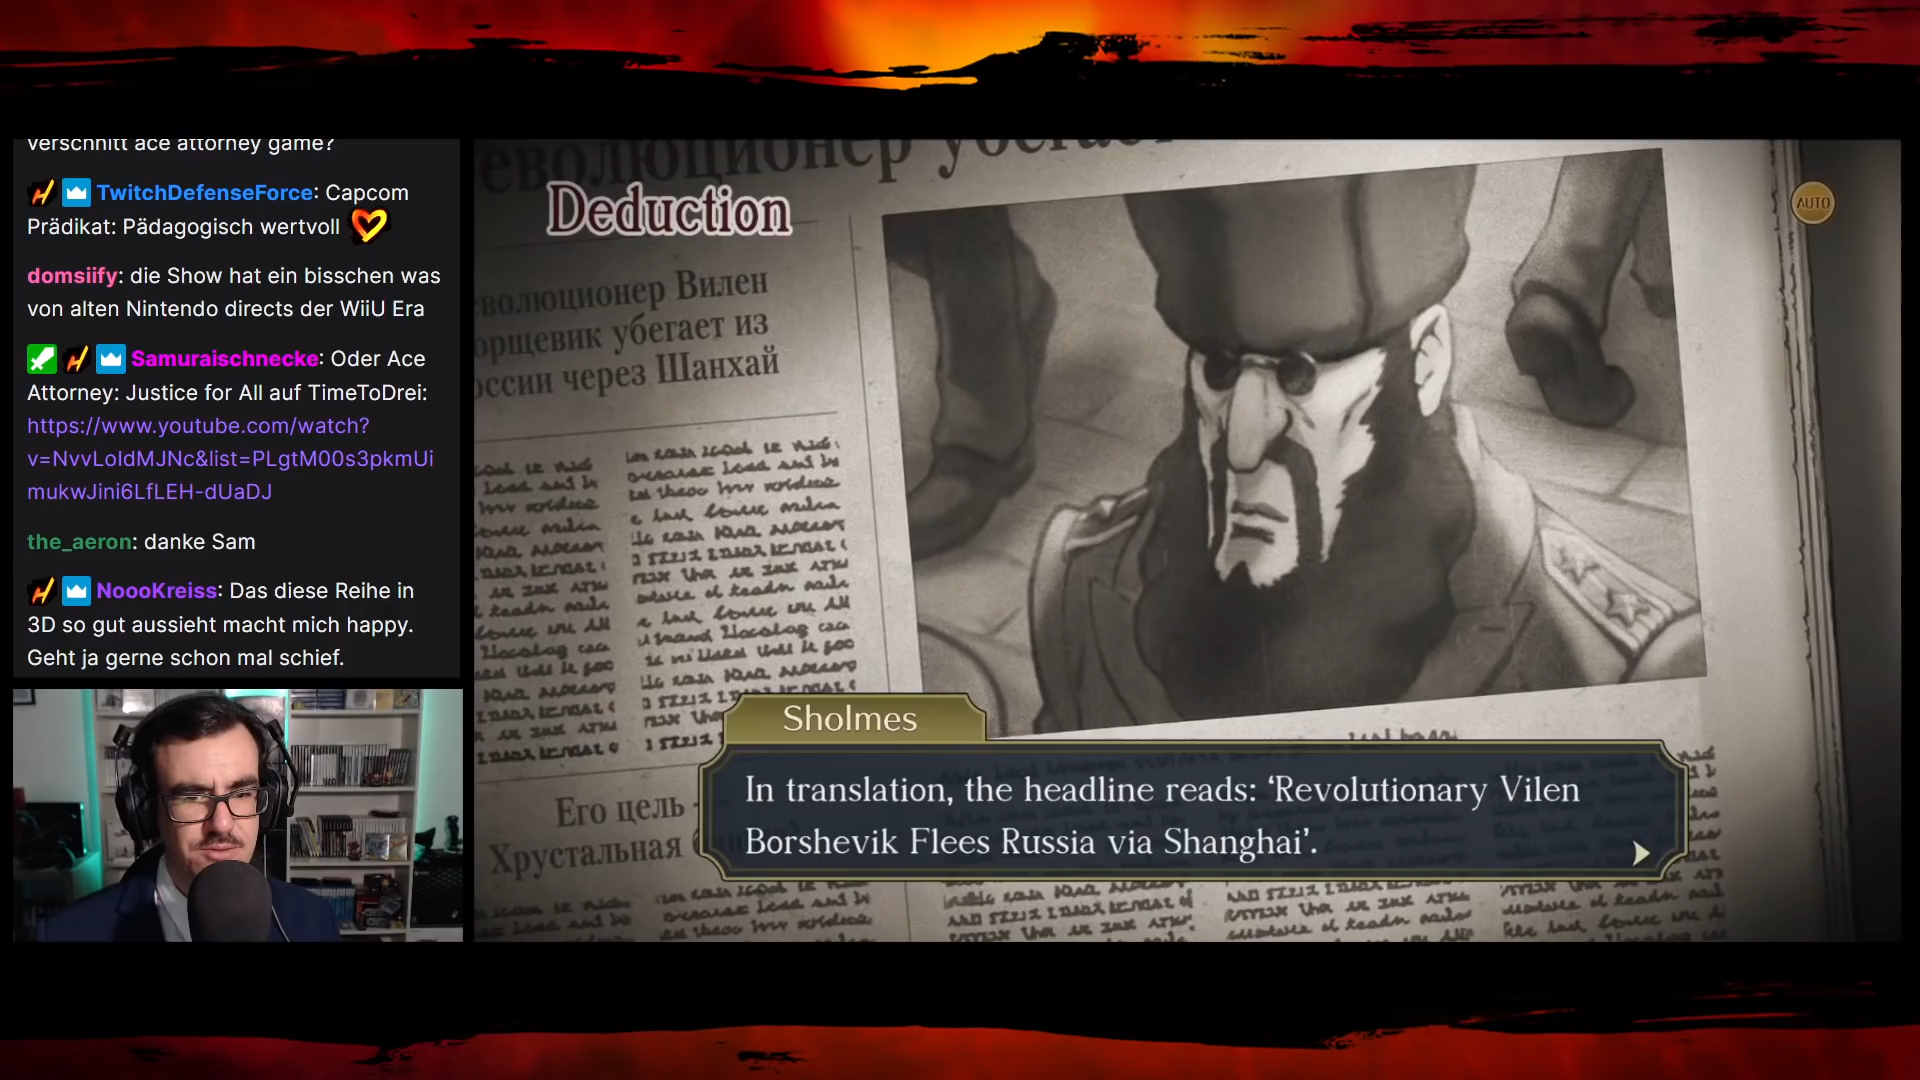 verschnitt ace attorney game?
TwitchDefenseForce: Capcom
Prädikat: Pädagogisch wertvoll
domsiify: die Show hat ein bisschen was
von alten Nintendo directs der WiiU Era
Samuraischnecke: Oder Ace
Attorney: Justice for All auf TimeToDrei:
https://www.youtube.com/watch?
v=NvvLoIdMJNc&list=PLgtM00s3pkmUi
mukwJini6LfLEH-dUaDJ
the_aeron: danke Sam
NoooKreiss: Das diese Reihe in
3D so gut aussieht macht mich happy.
Geht ja gerne schon mal schief.
еволюционер убегает
Deduction
AUTO
еволюционер Вилен
орщевик убегает из
оссии через Шанхай
Его цель
Хрустальная
Sholmes
In translation, the headline reads: ‘Revolutionary Vilen
Borshevik Flees Russia via Shanghai’.